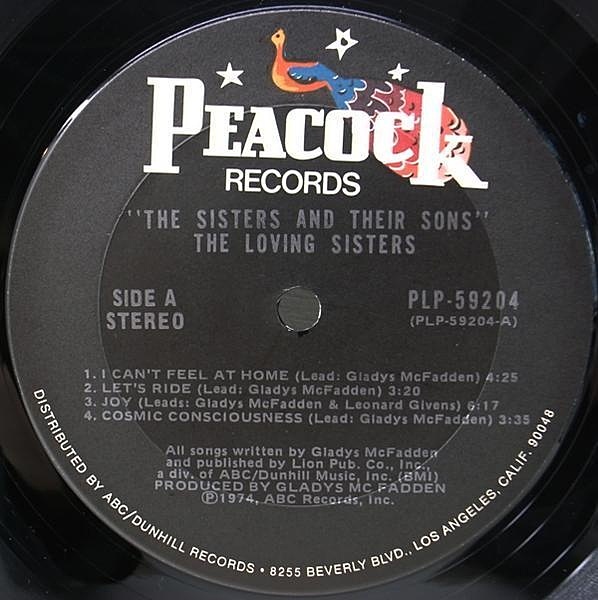 PEACOCK
RECORDS
"THE SISTERS AND THEIR SONS"
THE LOVING SISTERS
SIDE A
STEREO
PLP-59204
(PLP-59204-A)
1. I CAN'T FEEL AT HOME (Lead: Gladys McFadden) 4:25
2. LET'S RIDE (Lead: Gladys McFadden) 3:20
3. JOY (Leads: Gladys McFadden & Leonard Givens) 6:17
4. COSMIC CONSCIOUSNESS (Lead: Gladys McFadden) 3:35
All songs written by Gladys McFadden
and published by Lion Pub. Co., Inc.,
a div. of ABC/Dunhill Music, Inc. (BMI)
PRODUCED BY GLADYS MC FADDEN
Ⓟ1974, ABC Records, Inc.
DISTRIBUTED BY ABC/DUNHILL RECORDS • 8255 BEVERLY BLVD., LOS ANGELES, CALIF. 90048